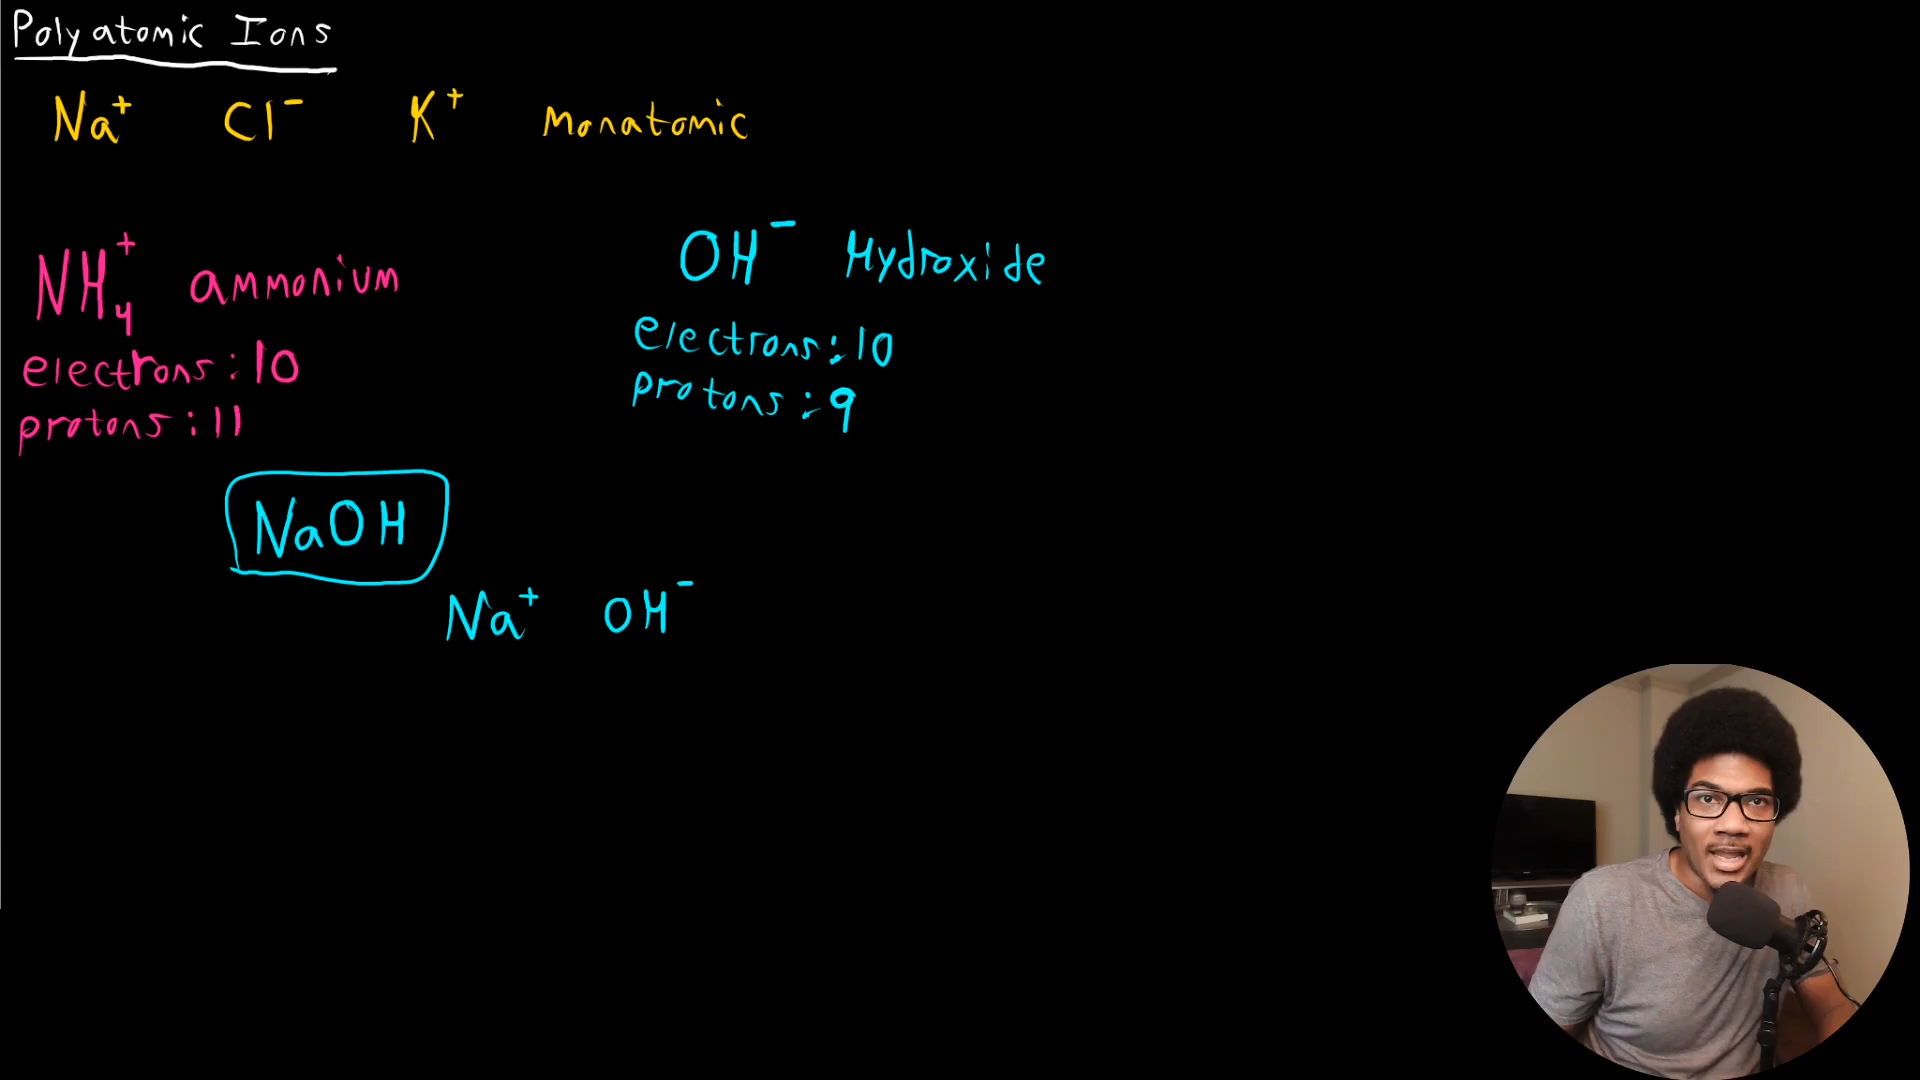 Polyatomic Ions
Na⁺ Cl⁻ K⁺ Monatomic
NH₄⁺ ammonium
electrons: 10
protons: 11
OH⁻ Hydroxide
electrons: 10
protons: 9
NaOH
Na⁺ OH⁻